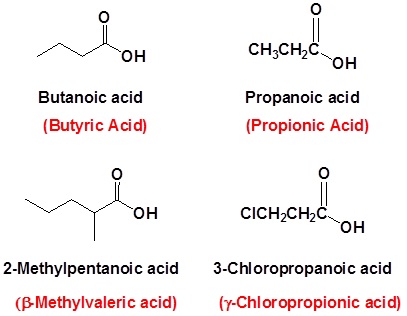 O
OH
Butanoic acid
(Butyric Acid)
O
CH₃CH₂C
OH
Propanoic acid
(Propionic Acid)
O
OH
2-Methylpentanoic acid
(β-Methylvaleric acid)
O
ClCH₂CH₂C
OH
3-Chloropropanoic acid
(γ-Chloropropionic acid)